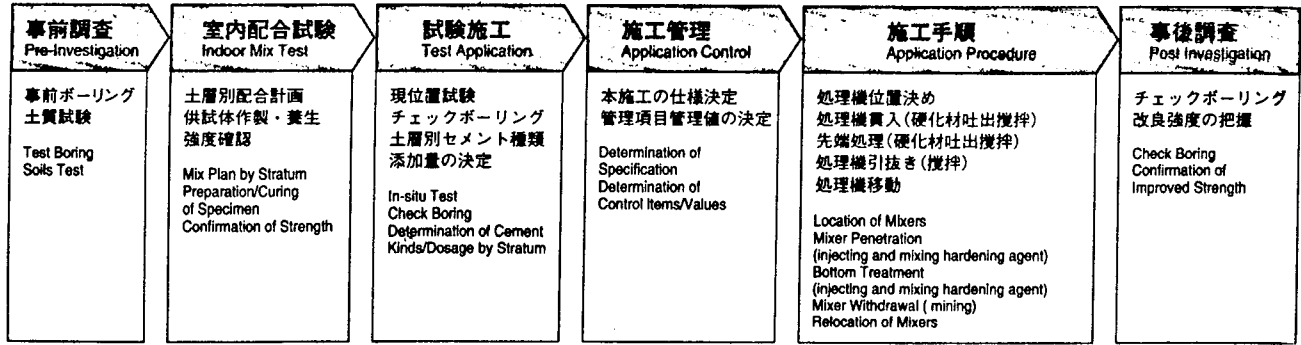 事前調査
Pre-Investigation
事前ボーリング
土質試験
Test Boring
Soils Test
室内配合試験
Indoor Mix Test
土層別配合計画
供試体作製・養生
強度確認
Mix Plan by Stratum
Preparation/Curing
of Specimen
Confirmation of Strength
試験施工
Test Application
現位置試験
チェックボーリング
土層別セメント種類
添加量の決定
In-situ Test
Check Boring
Determination of Cement
Kinds/Dosage by Stratum
施工管理
Application Control
本施工の仕様決定
管理項目管理値の決定
Determination of
Specification
Determination of
Control Items/Values
施工手順
Application Procedure
処理機位置決め
処理機貫入(硬化材吐出攪拌)
先端処理(硬化材吐出攪拌)
処理機引抜き(攪拌)
処理機移動
Location of Mixers
Mixer Penetration
(injecting and mixing hardening agent)
Bottom Treatment
(injecting and mixing hardening agent)
Mixer Withdrawal ( mining)
Relocation of Mixers
事後調査
Post Investigation
チェックボーリング
改良強度の把握
Check Boring
Confirmation of
Improved Strength